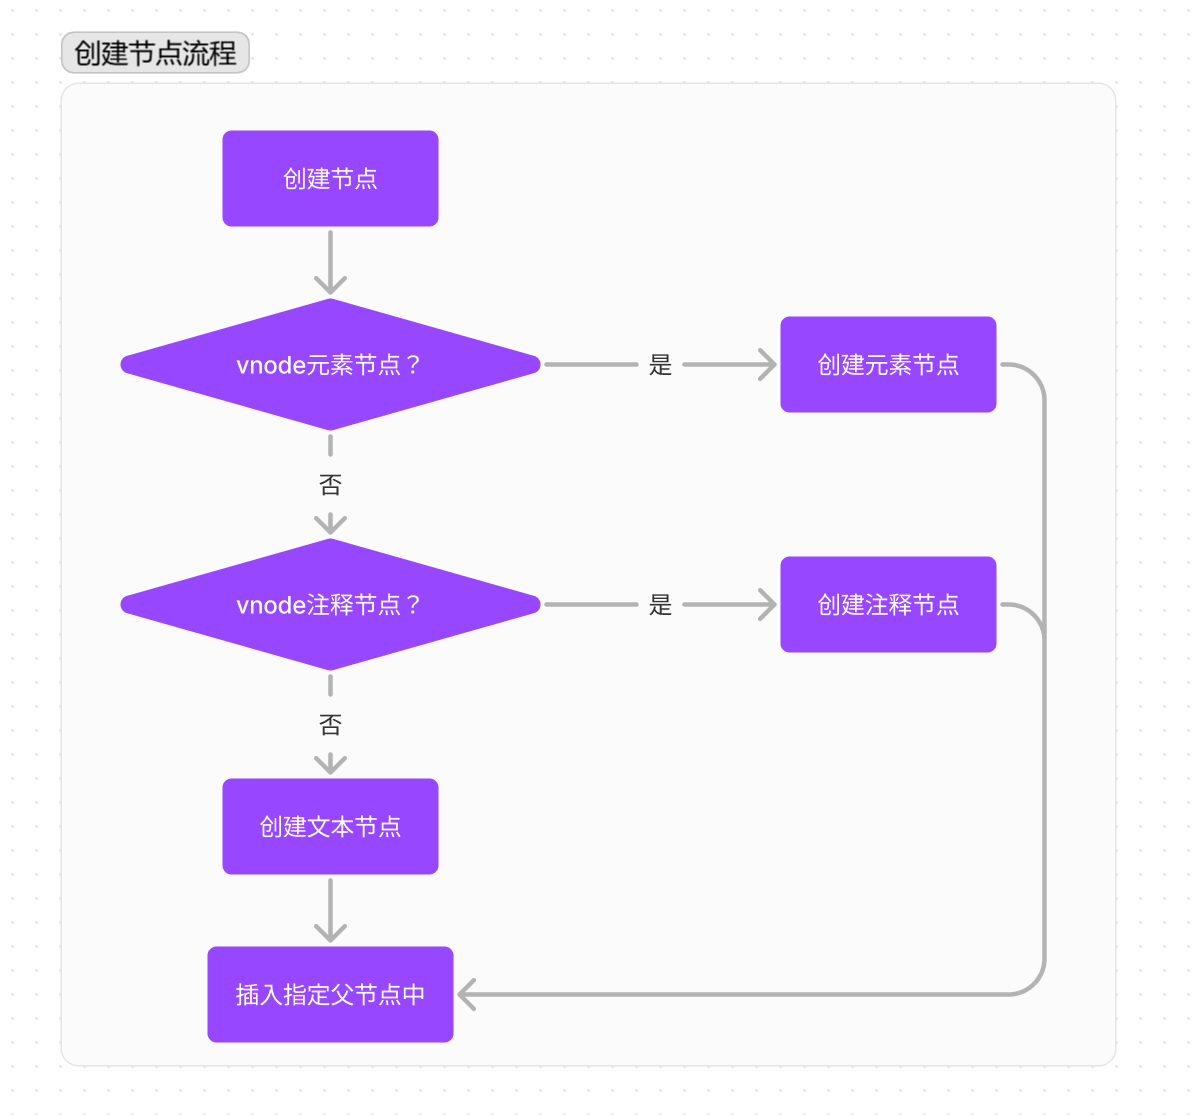 创建节点流程
创建节点
vnode元素节点？
是
创建元素节点
否
vnode注释节点？
是
创建注释节点
否
创建文本节点
插入指定父节点中